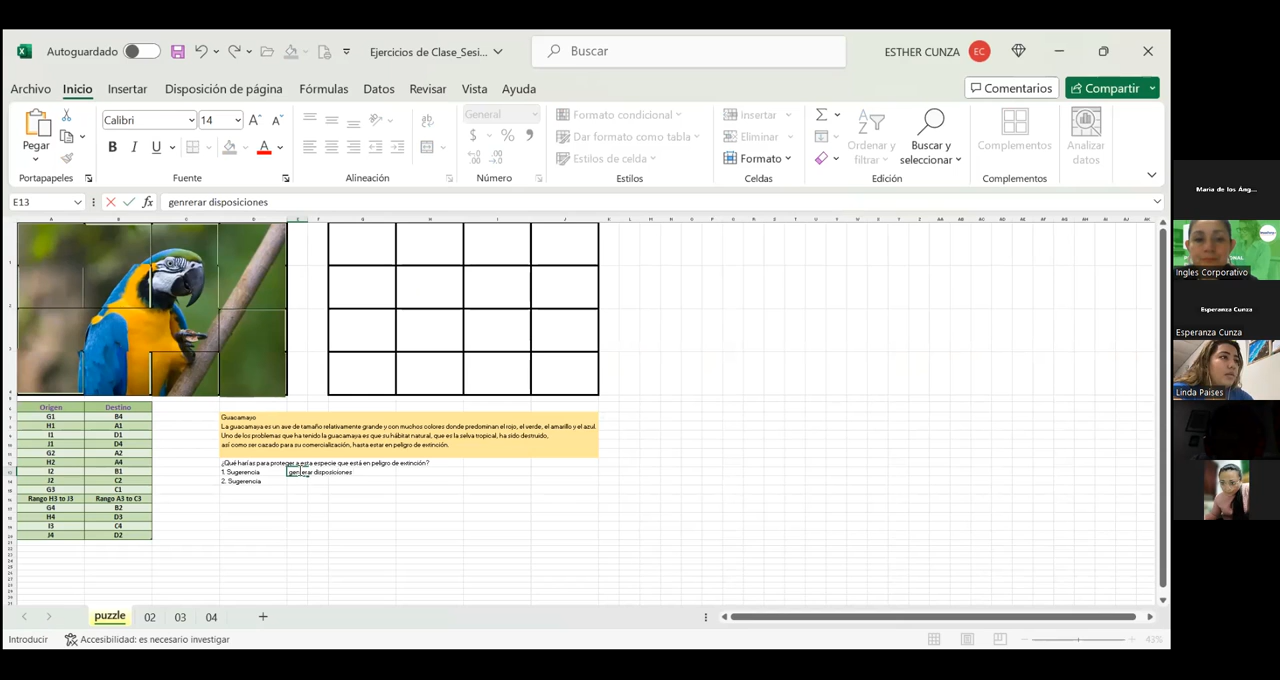 Autoguardado
Ejercicios de Clase_Sesi...
Buscar
ESTHER CUNZA
EC
Archivo Inicio Insertar Disposición de página Fórmulas Datos Revisar Vista Ayuda
Comentarios
Compartir
Pegar
Calibri
14
General
Formato condicional
Dar formato como tabla
Estilos de celda
Insertar
Eliminar
Formato
Ordenar y filtrar
Buscar y seleccionar
Complementos
Analizar datos
Portapapeles Fuente Alineación Número Estilos Celdas Edición Complementos
E13
genrerar disposiciones
Origen Destino
G1 B4
H1 A1
I1 D1
J1 D4
G2 A2
H2 A4
I2 B1
J2 C2
G3 C1
Rango H3 to J3 Rango A3 to C3
G4 B2
H4 D3
I3 C4
J4 D2
Guacamayo
La guacamaya es un ave de tamaño relativamente grande y con muchos colores donde predominan el rojo, el verde, el amarillo y el azul.
Uno de los problemas que ha tenido la guacamaya es que su hábitat natural, que es la selva tropical, ha sido destruido,
así como ser cazado para su comercialización, hasta estar en peligro de extinción.
¿Qué harías para proteger a esta especie que está en peligro de extinción?
1. Sugerencia genrerar disposiciones
2. Sugerencia
puzzle 02 03 04
Introducir
Accesibilidad: es necesario investigar
43%
Maria de los Áng...
Ingles Corporativo
Esperanza Cunza
Esperanza Cunza
Linda Paises